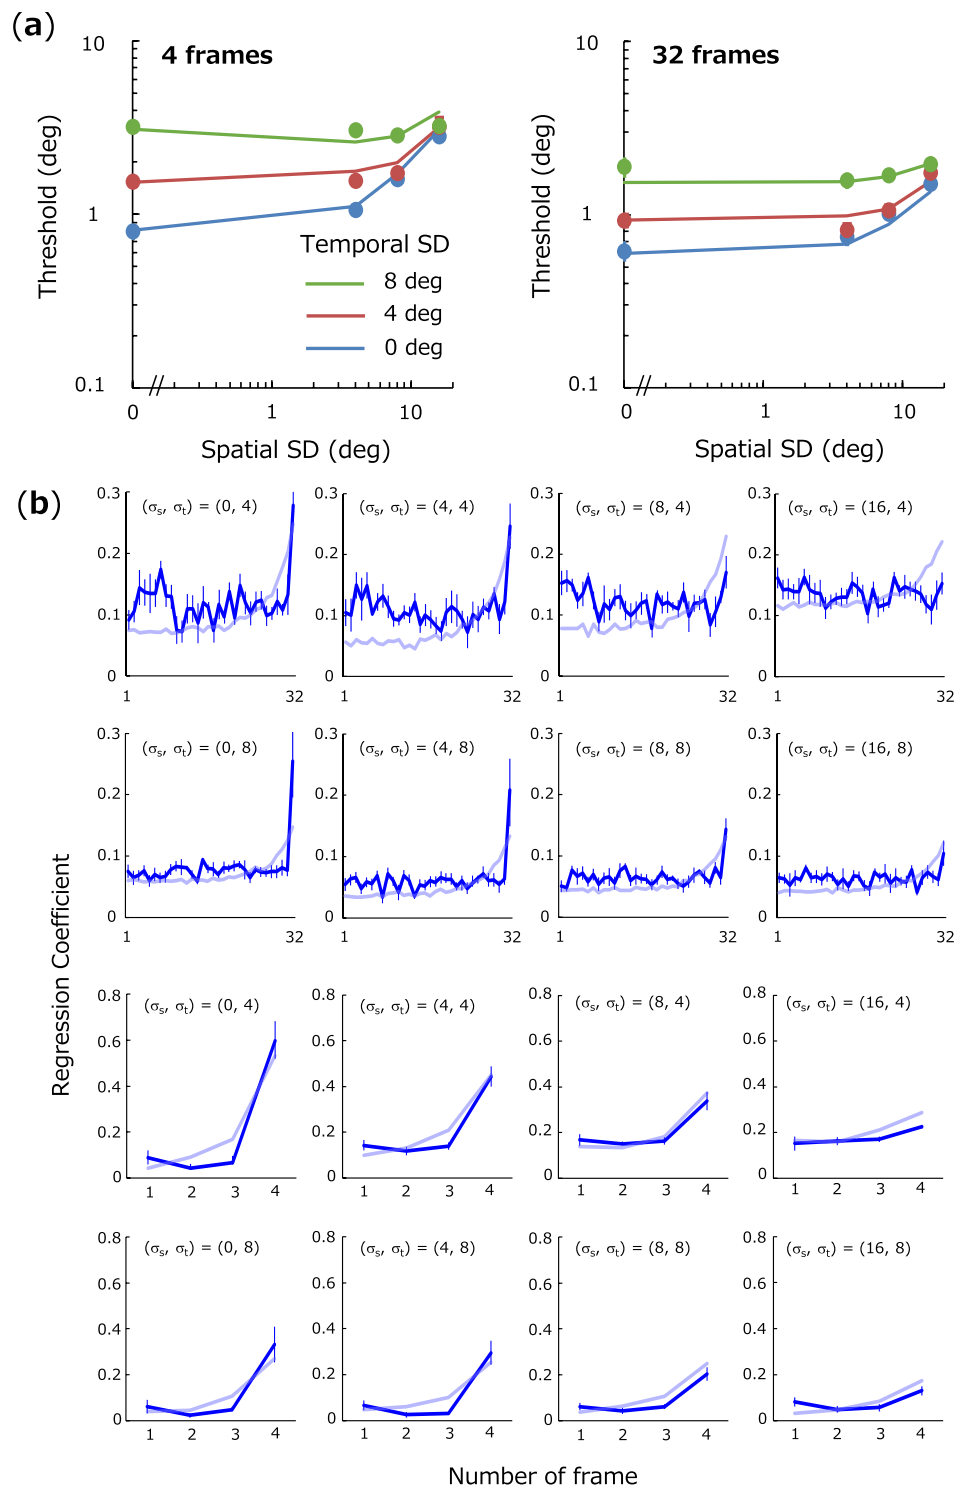 (a)
4 frames
32 frames
10
1
0.1
Threshold (deg)
Temporal SD
8 deg
4 deg
0 deg
0
1
10
Spatial SD (deg)
10
1
0.1
Threshold (deg)
0
1
10
Spatial SD (deg)
(b)
Regression Coefficient
0.3
0.2
0.1
0
(σs, σt) = (0, 4)
1
32
(σs, σt) = (4, 4)
0.3
0.2
0.1
0
1
32
(σs, σt) = (8, 4)
0.3
0.2
0.1
0
1
32
(σs, σt) = (16, 4)
0.3
0.2
0.1
0
1
32
(σs, σt) = (0, 8)
0.3
0.2
0.1
0
1
32
(σs, σt) = (4, 8)
0.3
0.2
0.1
0
1
32
(σs, σt) = (8, 8)
0.3
0.2
0.1
0
1
32
(σs, σt) = (16, 8)
0.3
0.2
0.1
0
1
32
(σs, σt) = (0, 4)
0.8
0.6
0.4
0.2
0
1 2 3 4
(σs, σt) = (4, 4)
0.8
0.6
0.4
0.2
0
1 2 3 4
(σs, σt) = (8, 4)
0.8
0.6
0.4
0.2
0
1 2 3 4
(σs, σt) = (16, 4)
0.8
0.6
0.4
0.2
0
1 2 3 4
(σs, σt) = (0, 8)
0.8
0.6
0.4
0.2
0
1 2 3 4
(σs, σt) = (4, 8)
0.8
0.6
0.4
0.2
0
1 2 3 4
(σs, σt) = (8, 8)
0.8
0.6
0.4
0.2
0
1 2 3 4
(σs, σt) = (16, 8)
0.8
0.6
0.4
0.2
0
1 2 3 4
Number of frame